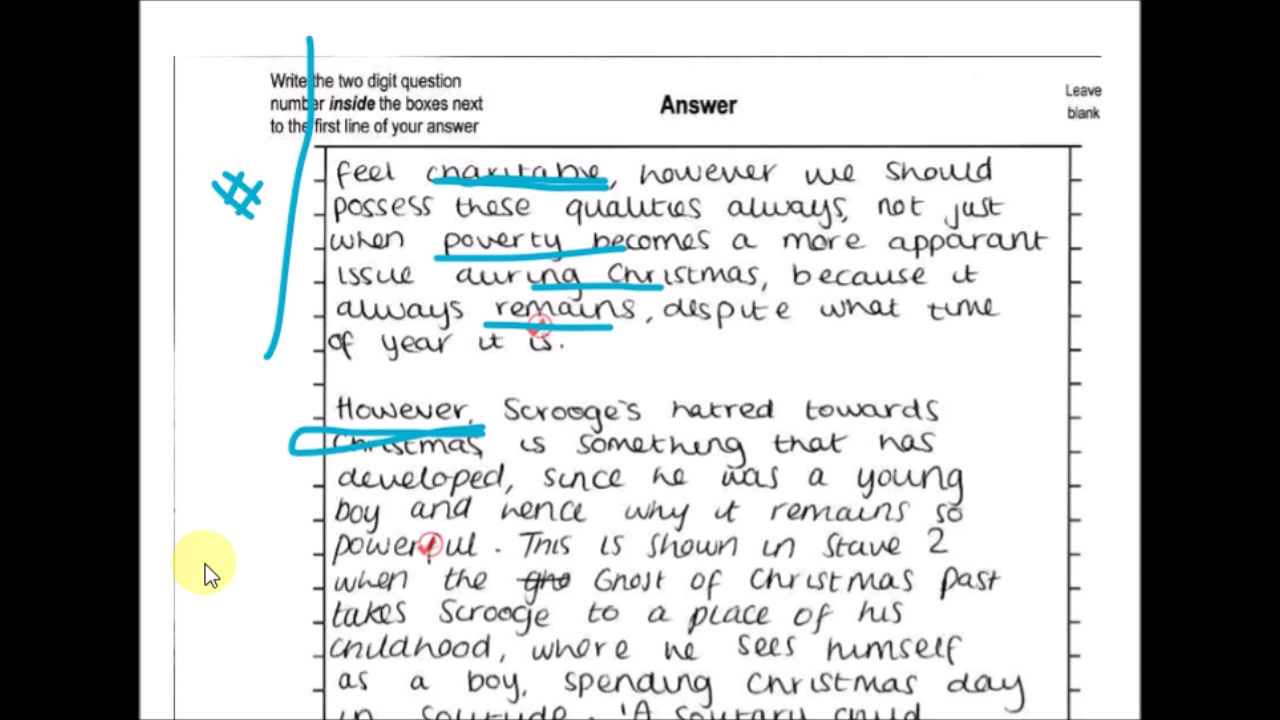 Write the two digit question
number inside the boxes next
to the first line of your answer
Answer
Leave
blank
feel charitable, however we should
possess these qualities always, not just
when poverty becomes a more apparant
issue during Christmas, because it
always remains, despite what time
of year it is.
However, Scrooge's hatred towards
Christmas is something that has
developed, since he was a young
boy and hence why it remains so
powerful. This is shown in Stave 2
when the gho Ghost of Christmas Past
takes Scrooge to a place of his
childhood, where he sees himself
as a boy, spending Christmas day
in solitude. 'A solitary child